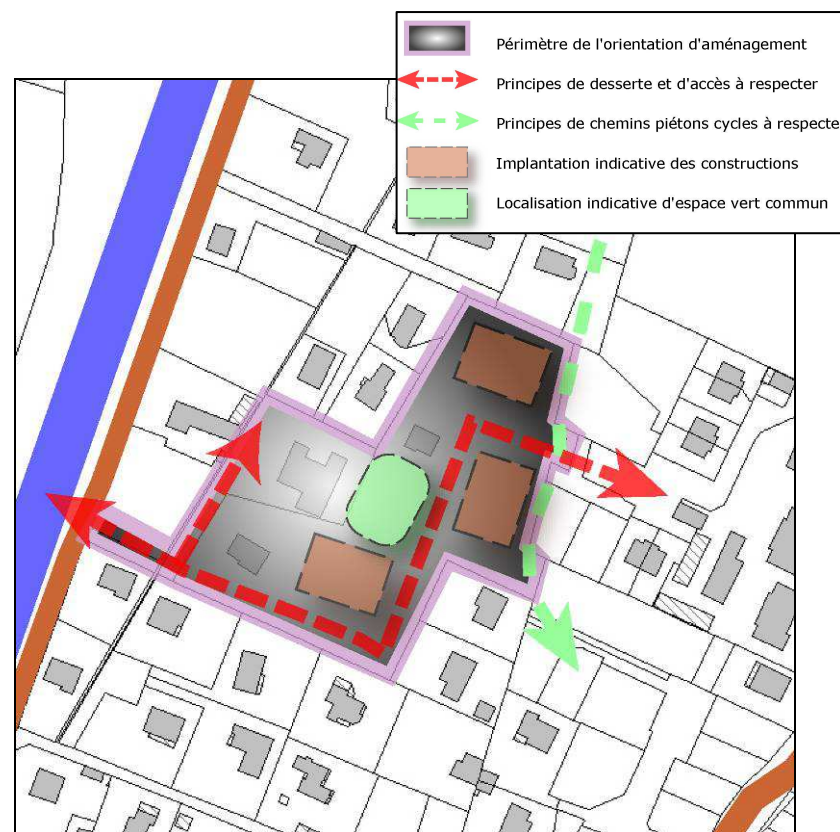 Périmètre de l'orientation d'aménagement
Principes de desserte et d'accès à respecter
Principes de chemins piétons cycles à respecte
Implantation indicative des constructions
Localisation indicative d'espace vert commun